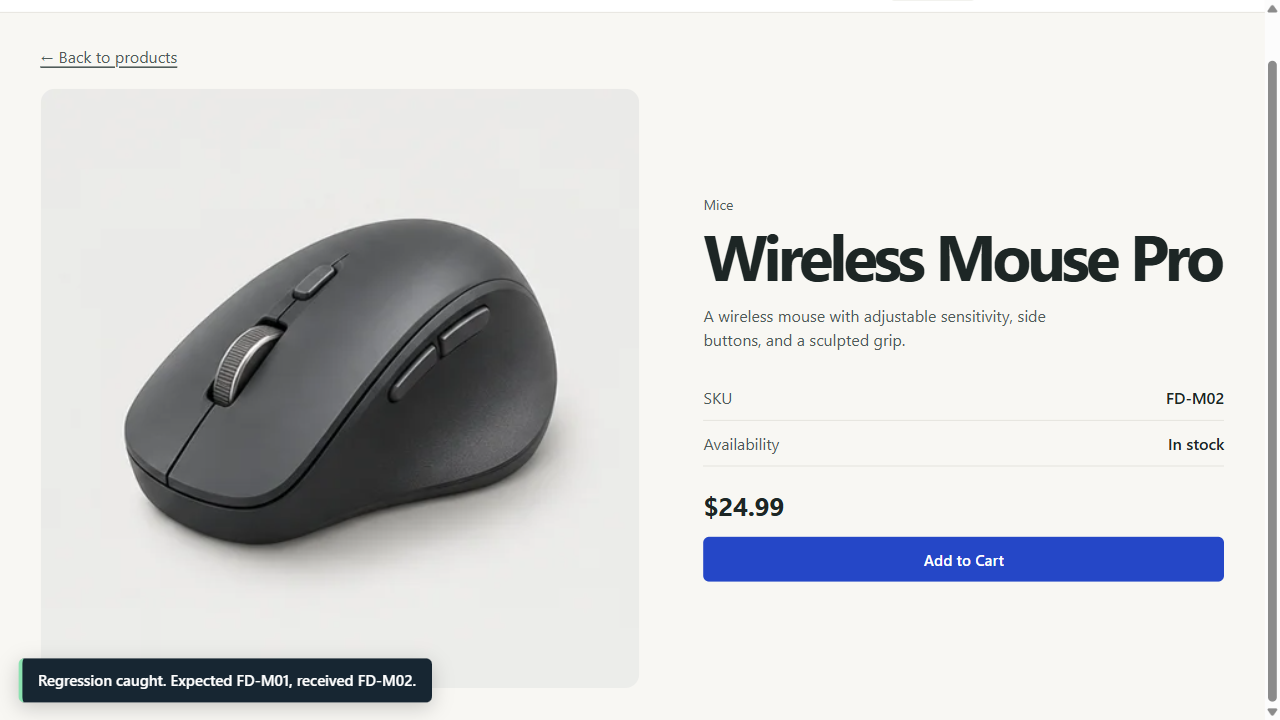 ← Back to products
Mice
Wireless Mouse Pro
A wireless mouse with adjustable sensitivity, side
buttons, and a sculpted grip.
SKU FD-M02
Availability In stock
$24.99
Add to Cart
Regression caught. Expected FD-M01, received FD-M02.